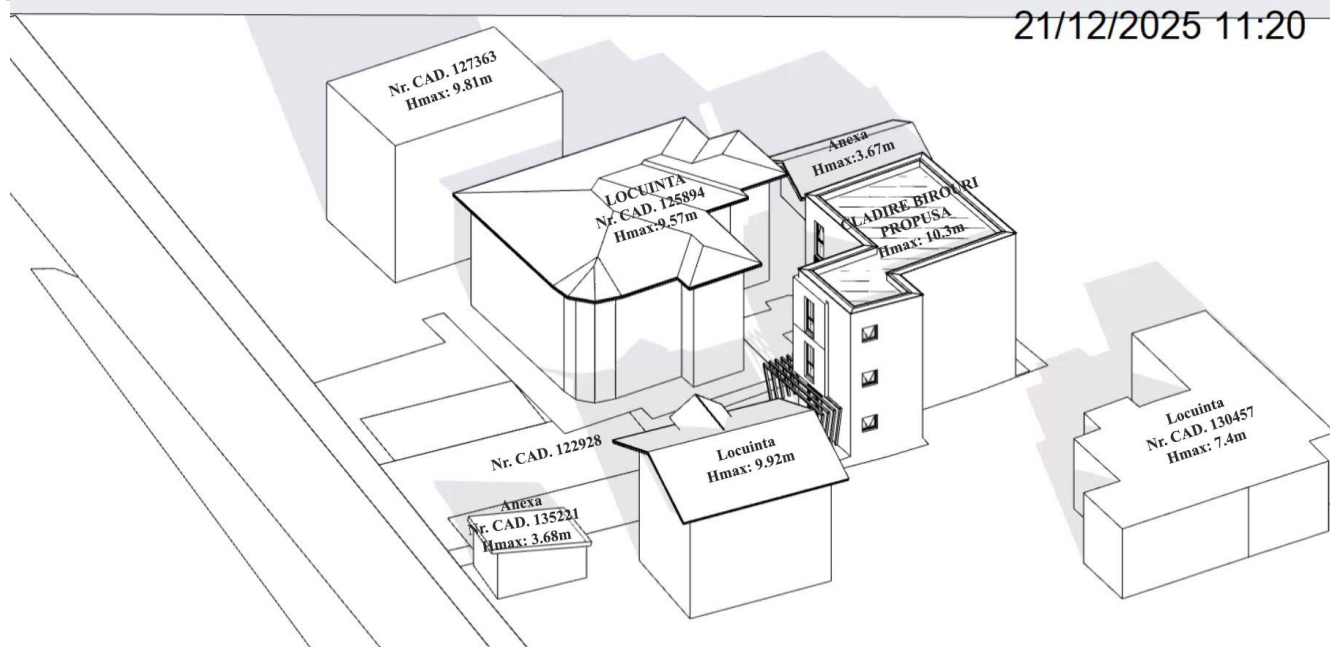 21/12/2025 11:20
Nr. CAD. 127363
Hmax: 9.81m
Anexa
Hmax:3.67m
LOCUINTA
Nr. CAD. 125894
Hmax:9.57m
CLADIRE BIROURI
PROPUSA
Hmax: 10.3m
Locuinta
Nr. CAD. 130457
Hmax: 7.4m
Nr. CAD. 122928
Locuinta
Hmax: 9.92m
Anexa
Nr. CAD. 135221
Hmax: 3.68m